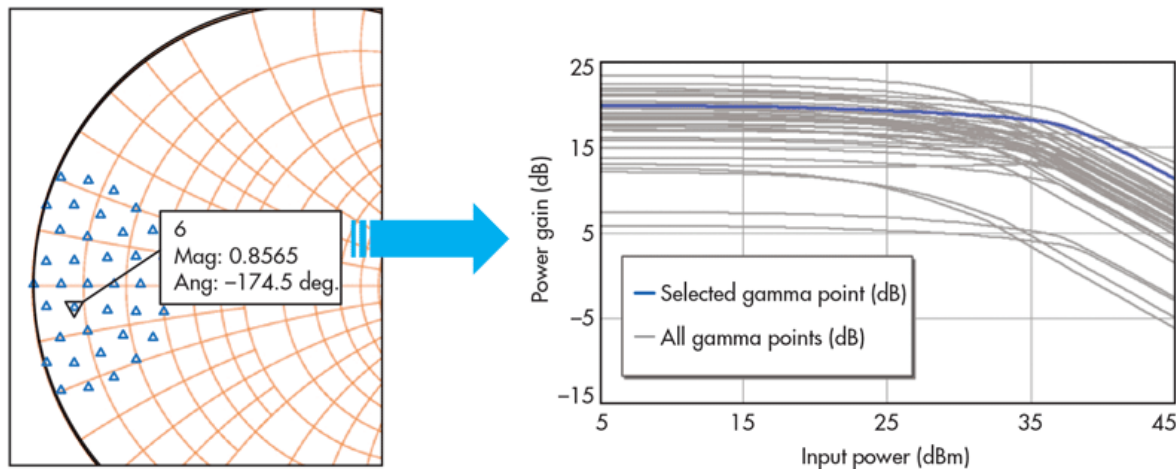 6
Mag: 0.8565
Ang: –174.5 deg.
Power gain (dB)
25
15
5
–5
–15
Selected gamma point (dB)
All gamma points (dB)
5 15 25 35 45
Input power (dBm)